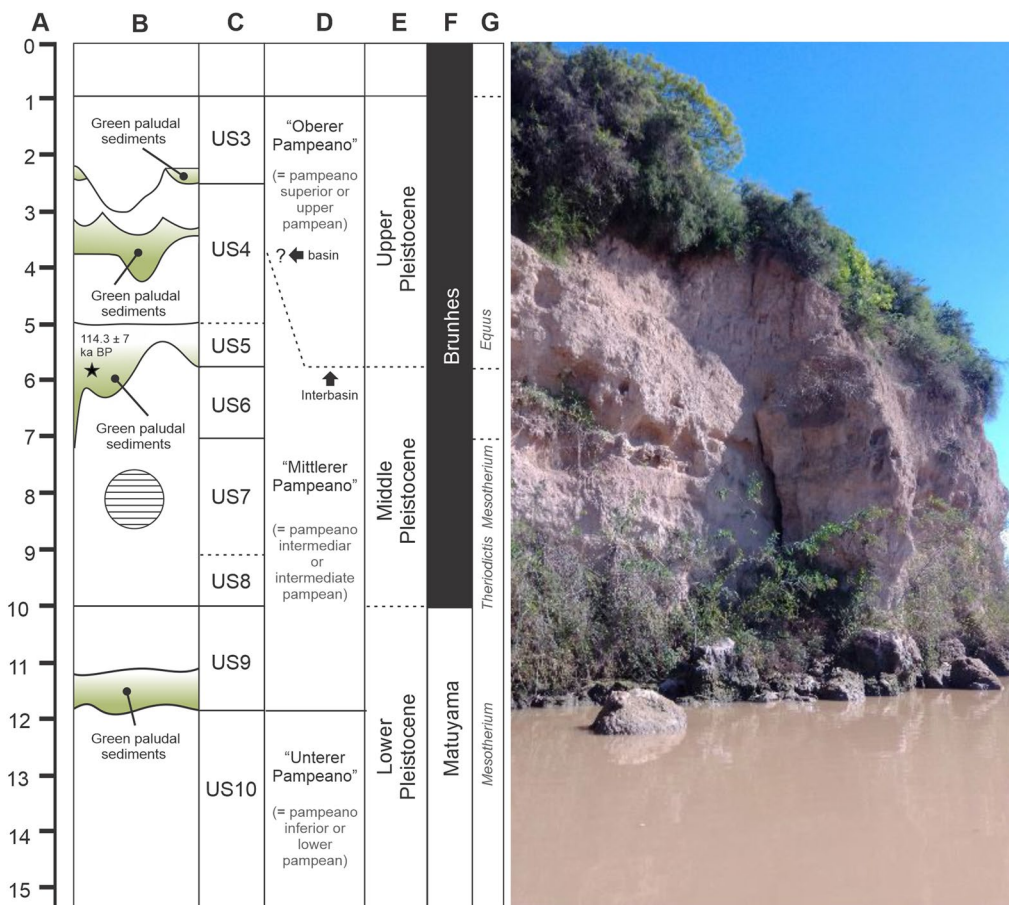 A B C D E F G
0
1
2
3
4
5
6
7
8
9
10
11
12
13
14
15
Green paludal
sediments
Green paludal
sediments
114.3 ± 7
ka BP
Green paludal
sediments
Green paludal
sediments
US3
US4
US5
US6
US7
US8
US9
US10
“Oberer
Pampeano”
(= pampeano
superior or
upper
pampean)
? basin
Interbasin
“Mittlerer
Pampeano”
(= pampeano
intermediar
or
intermediate
pampean)
“Unterer
Pampeano”
(= pampeano
inferior or
lower
pampean)
Upper
Pleistocene
Middle
Pleistocene
Lower
Pleistocene
Brunhes
Matuyama
Equus
Theriodictis Mesotherium
Mesotherium